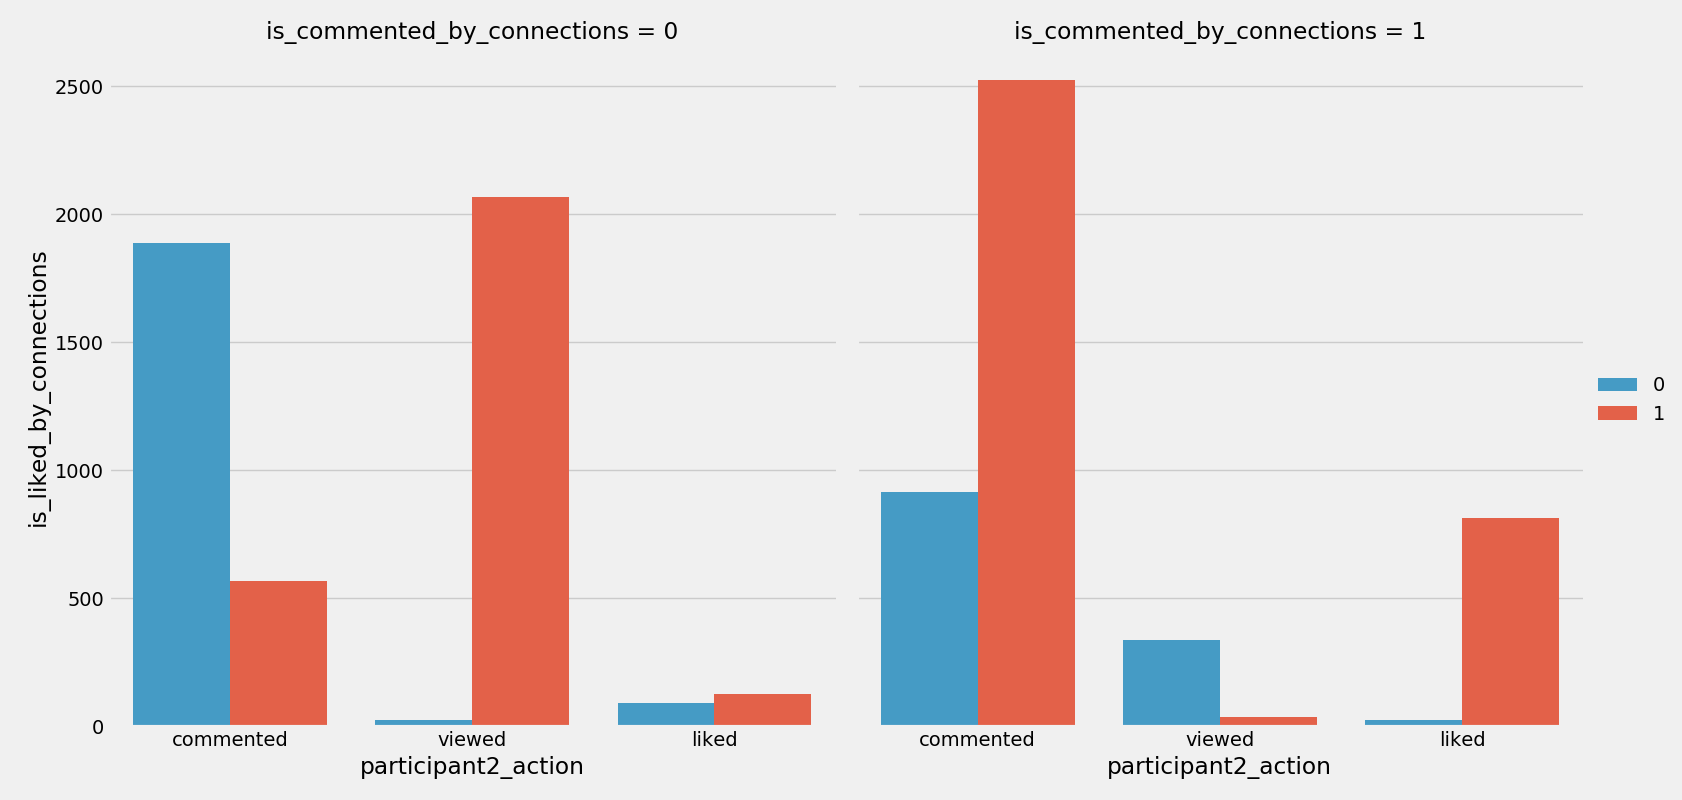 is_commented_by_connections = 0
is_commented_by_connections = 1
2500
2000
1500
1000
500
0
is_liked_by_connections
commented viewed liked
commented viewed liked
participant2_action
participant2_action
0
1